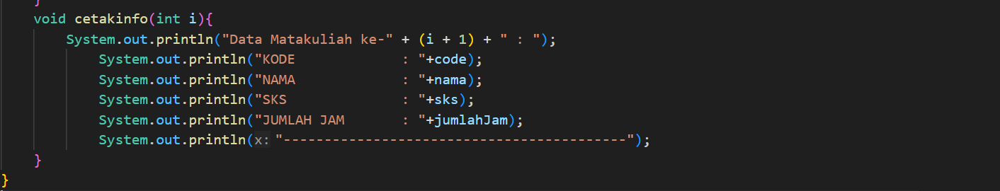 }
void cetakinfo(int i){
System.out.println("Data Matakuliah ke-" + (i + 1) + " : ");
System.out.println("KODE             : "+code);
System.out.println("NAMA             : "+nama);
System.out.println("SKS              : "+sks);
System.out.println("JUMLAH JAM       : "+jumlahJam);
System.out.println(x:"------------------------------------------");
}
}